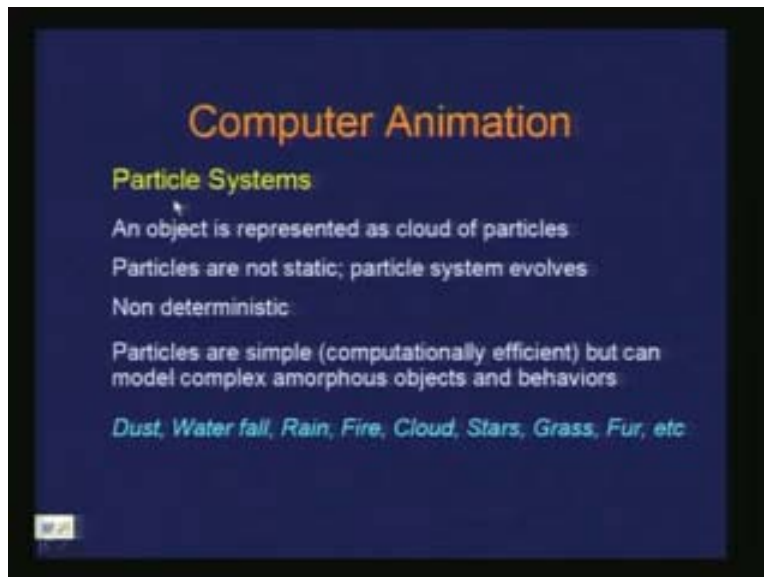 Computer Animation
Particle Systems
An object is represented as cloud of particles
Particles are not static; particle system evolves
Non deterministic
Particles are simple (computationally efficient) but can
model complex amorphous objects and behaviors
Dust, Water fall, Rain, Fire, Cloud, Stars, Grass, Fur, etc